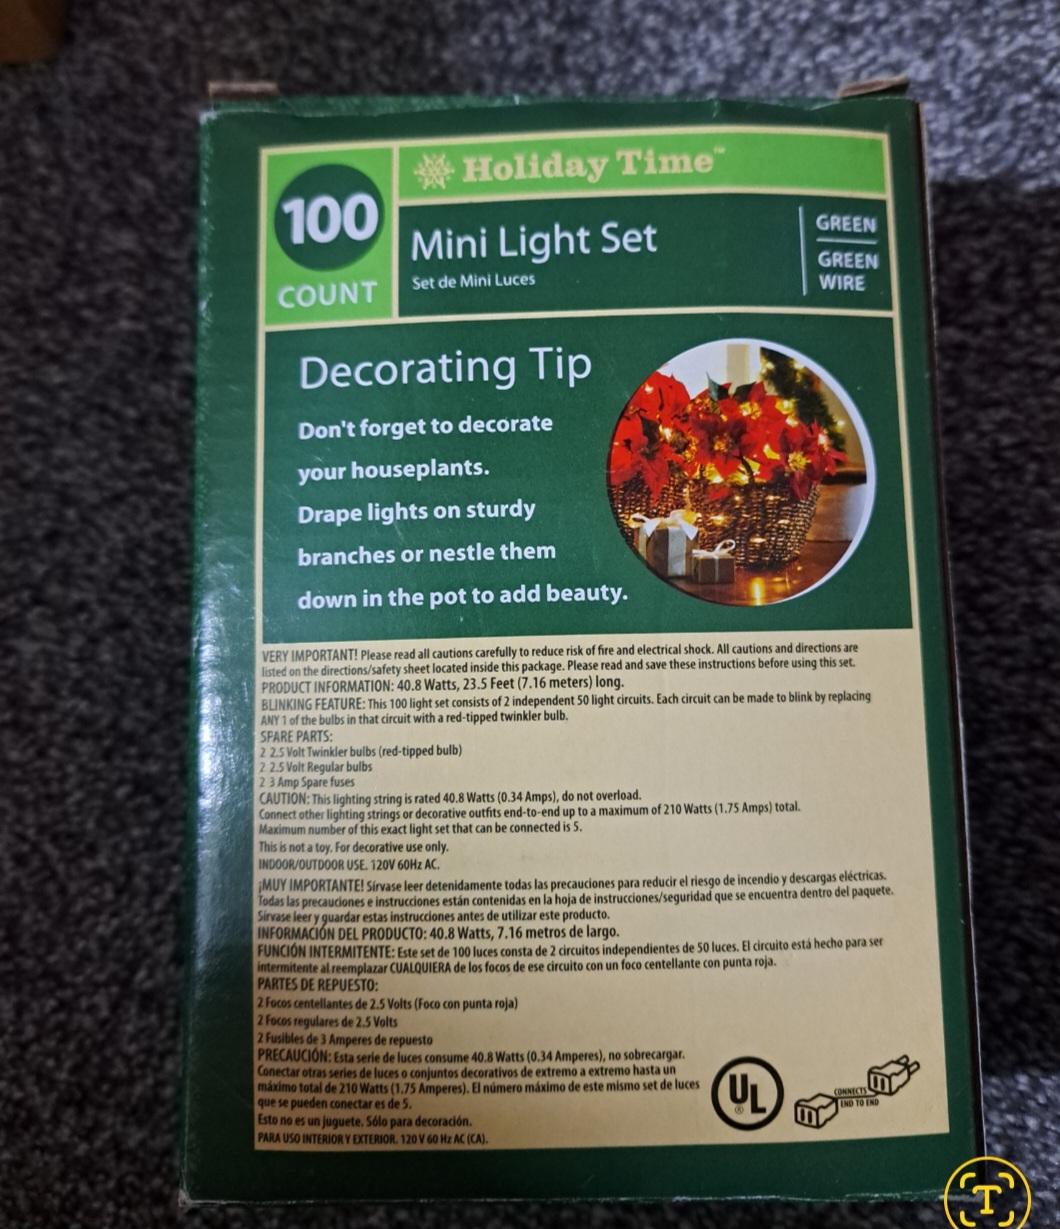 100
COUNT
Holiday Time™
Mini Light Set
Set de Mini Luces
GREEN
GREEN
WIRE
Decorating Tip
Don't forget to decorate
your houseplants.
Drape lights on sturdy
branches or nestle them
down in the pot to add beauty.
VERY IMPORTANT! Please read all cautions carefully to reduce risk of fire and electrical shock. All cautions and directions are
listed on the directions/safety sheet located inside this package. Please read and save these instructions before using this set.
PRODUCT INFORMATION: 40.8 Watts, 23.5 Feet (7.16 meters) long.
BLINKING FEATURE: This 100 light set consists of 2 independent 50 light circuits. Each circuit can be made to blink by replacing
ANY 1 of the bulbs in that circuit with a red-tipped twinkler bulb.
SPARE PARTS:
2 2.5 Volt Twinkler bulbs (red-tipped bulb)
2 2.5 Volt Regular bulbs
2 3 Amp Spare fuses
CAUTION: This lighting string is rated 40.8 Watts (0.34 Amps), do not overload.
Connect other lighting strings or decorative outfits end-to-end up to a maximum of 210 Watts (1.75 Amps) total.
Maximum number of this exact light set that can be connected is 5.
This is not a toy. For decorative use only.
INDOOR/OUTDOOR USE. 120V 60Hz AC.
¡MUY IMPORTANTE! Sírvase leer detenidamente todas las precauciones para reducir el riesgo de incendio y descargas eléctricas.
Todas las precauciones e instrucciones están contenidas en la hoja de instrucciones/seguridad que se encuentra dentro del paquete.
Sírvase leer y guardar estas instrucciones antes de utilizar este producto.
INFORMACIÓN DEL PRODUCTO: 40.8 Watts, 7.16 metros de largo.
FUNCIÓN INTERMITENTE: Este set de 100 luces consta de 2 circuitos independientes de 50 luces. El circuito está hecho para ser
intermitente al reemplazar CUALQUIERA de los focos de ese circuito con un foco centellante con punta roja.
PARTES DE REPUESTO:
2 Focos centellantes de 2.5 Volts (Foco con punta roja)
2 Focos regulares de 2.5 Volts
2 Fusibles de 3 Amperes de repuesto
PRECAUCIÓN: Esta serie de luces consume 40.8 Watts (0.34 Amperes), no sobrecargar.
Conectar otras series de luces o conjuntos decorativos de extremo a extremo hasta un
máximo total de 210 Watts (1.75 Amperes). El número máximo de este mismo set de luces
que se pueden conectar es de 5.
Esto no es un juguete. Sólo para decoración.
PARA USO INTERIOR Y EXTERIOR. 120 V 60 Hz AC (CA).
UL
®
CONNECTS
END TO END
T